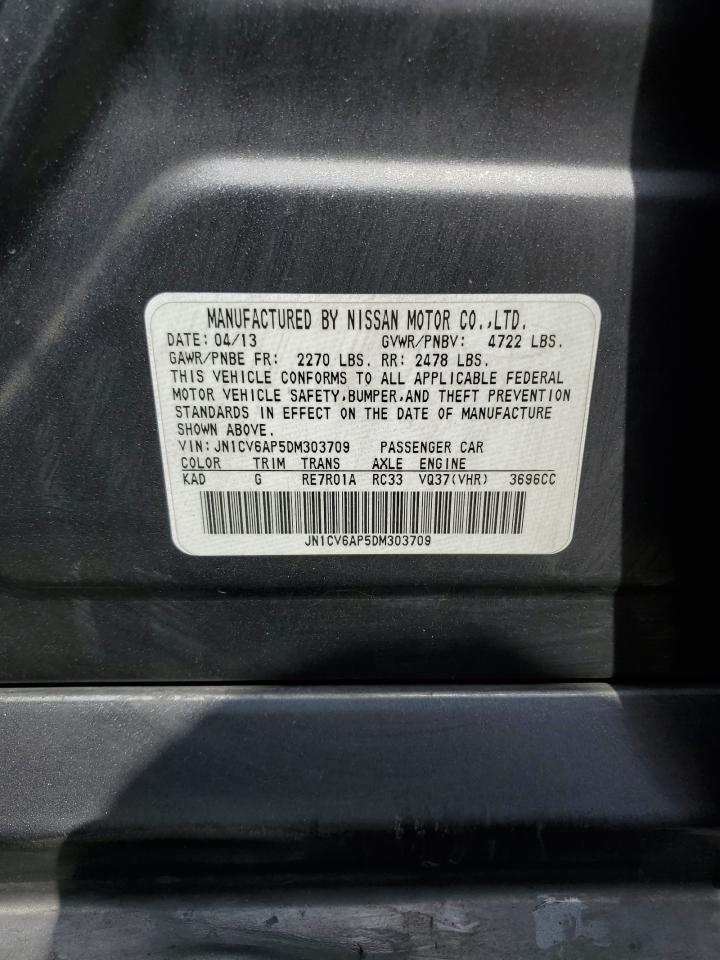 MANUFACTURED BY NISSAN MOTOR CO.,LTD.
DATE: 04/13 GVWR/PNBV: 4722 LBS.
GAWR/PNBE FR: 2270 LBS. RR: 2478 LBS.
THIS VEHICLE CONFORMS TO ALL APPLICABLE FEDERAL
MOTOR VEHICLE SAFETY,BUMPER,AND THEFT PREVENTION
STANDARDS IN EFFECT ON THE DATE OF MANUFACTURE
SHOWN ABOVE.
VIN:JN1CV6AP5DM303709 PASSENGER CAR
COLOR TRIM TRANS AXLE ENGINE
KAD G RE7R01A RC33 VQ37(VHR) 3696CC
JN1CV6AP5DM303709